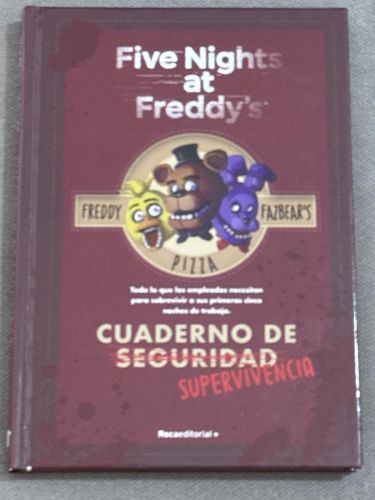 Five Nights
at
Freddy's
FREDDY FAZBEAR'S
PIZZA
Todo lo que los empleados necesitan
para sobrevivir a sus primeras cinco
noches de trabajo.
CUADERNO DE
SEGURIDAD
SUPERVIVENCIA
Rocaeditorial+